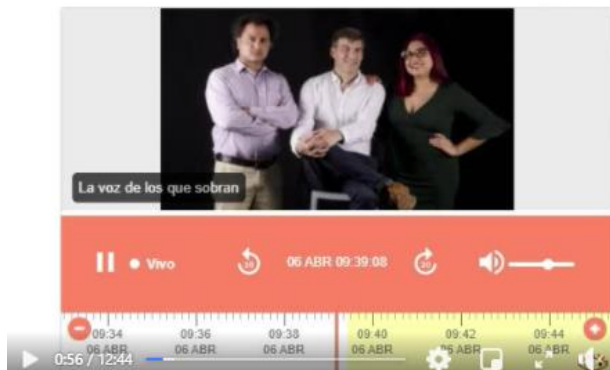 La voz de los que sobran
Vivo
30
06 ABR 09:39:08
30
09:34 09:36 09:38 09:40 09:42 09:44
06 ABR 06 ABR 06 ABR 06 ABR 06 ABR 06 ABR
0:56 / 12:44